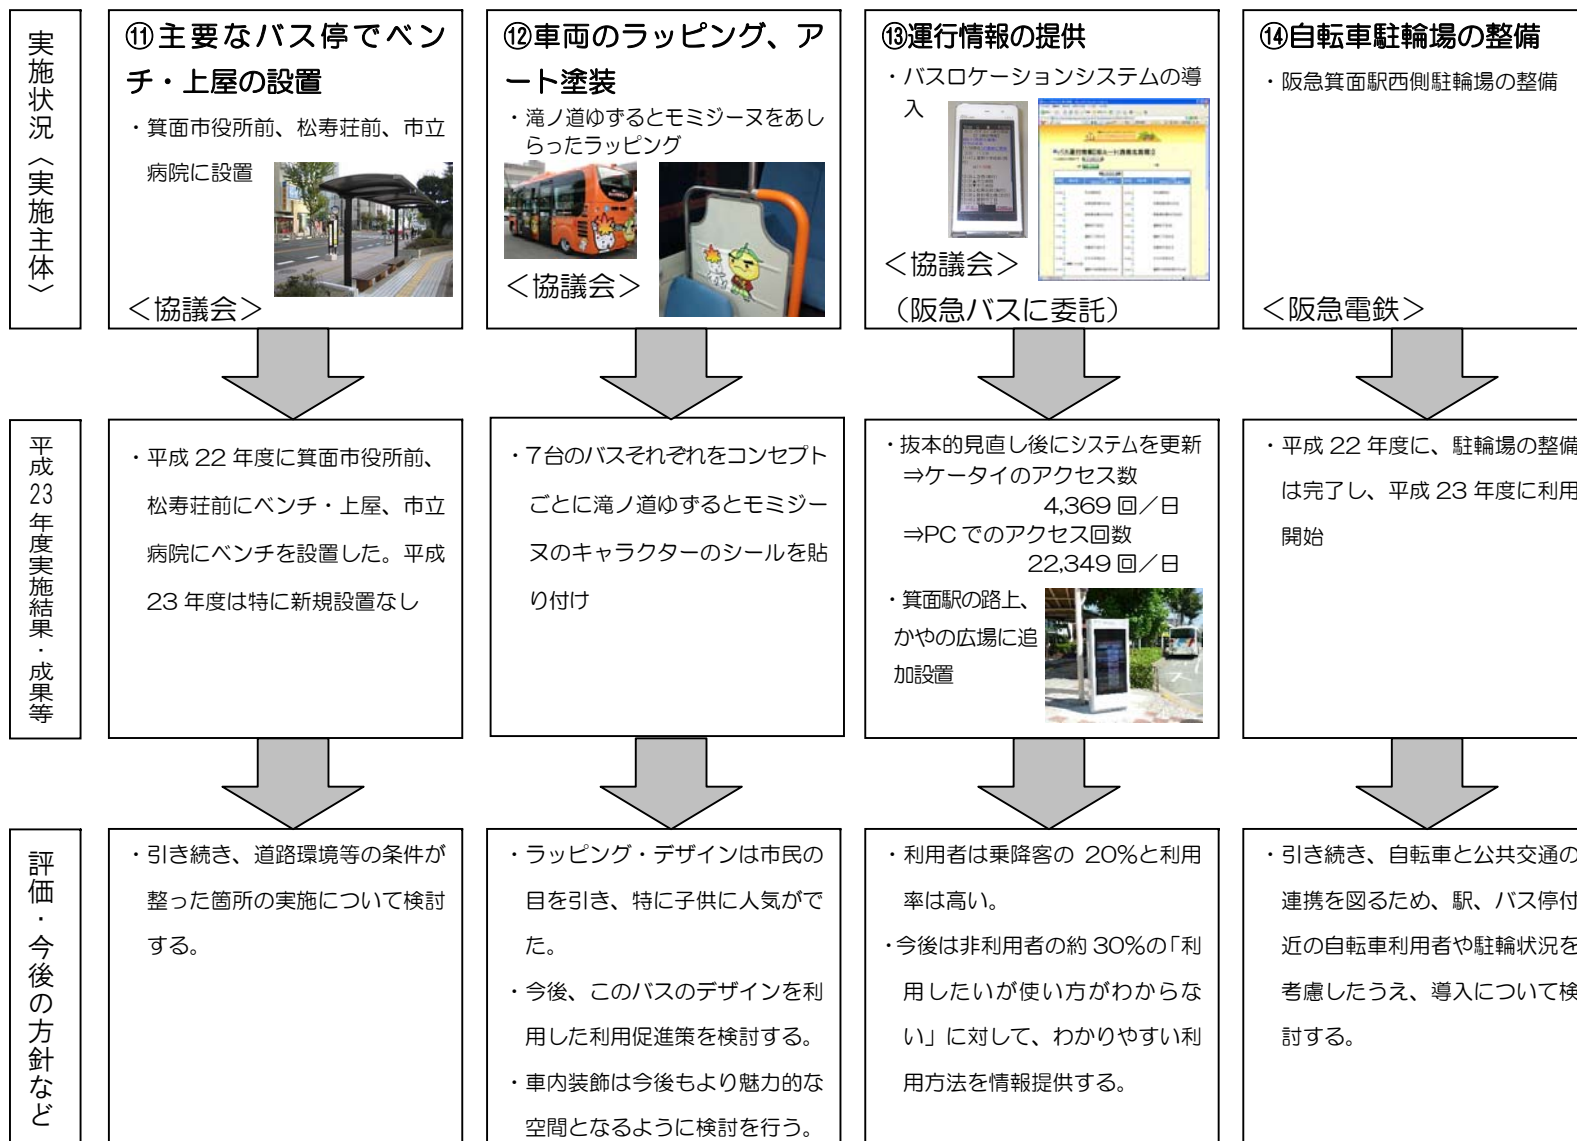 実施状況〈実施主体〉
⑪主要なバス停でベン
チ・上屋の設置
・箕面市役所前、松寿荘前、市立
病院に設置
＜協議会＞
⑫車両のラッピング、ア
ート塗装
・滝ノ道ゆずるとモミジーヌをあし
らったラッピング
＜協議会＞
⑬運行情報の提供
・バスロケーションシステムの導
入
＜協議会＞
（阪急バスに委託）
⑭自転車駐輪場の整備
・阪急箕面駅西側駐輪場の整備
＜阪急電鉄＞
平成23年度実施結果・成果等
・平成 22 年度に箕面市役所前、
松寿荘前にベンチ・上屋、市立
病院にベンチを設置した。平成
23 年度は特に新規設置なし
・7台のバスそれぞれをコンセプト
ごとに滝ノ道ゆずるとモミジー
ヌのキャラクターのシールを貼
り付け
・抜本的見直し後にシステムを更新
⇒ケータイのアクセス数
4,369 回／日
⇒PC でのアクセス回数
22,349 回／日
・箕面駅の路上、
かやの広場に追
加設置
・平成 22 年度に、駐輪場の整備
は完了し、平成 23 年度に利用
開始
評価・今後の方針など
・引き続き、道路環境等の条件が
整った箇所の実施について検討
する。
・ラッピング・デザインは市民の
目を引き、特に子供に人気がで
た。
・今後、このバスのデザインを利
用した利用促進策を検討する。
・車内装飾は今後もより魅力的な
空間となるように検討を行う。
・利用者は乗降客の 20％と利用
率は高い。
・今後は非利用者の約 30％の「利
用したいが使い方がわからな
い」に対して、わかりやすい利
用方法を情報提供する。
・引き続き、自転車と公共交通の
連携を図るため、駅、バス停付
近の自転車利用者や駐輪状況を
考慮したうえ、導入について検
討する。